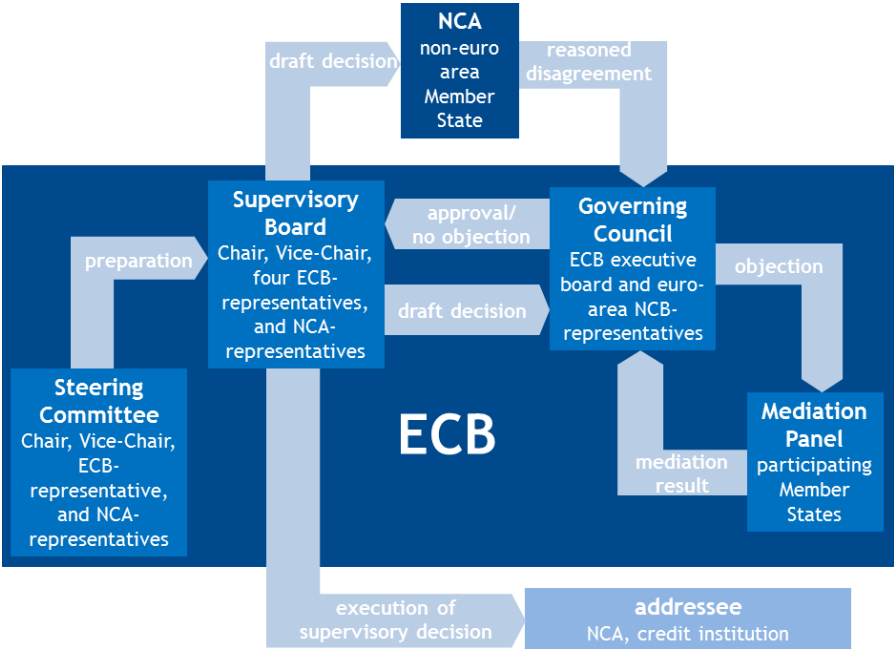 NCA
non-euro
area
Member
State
draft decision
reasoned
disagreement
Supervisory
Board
Chair, Vice-Chair,
four ECB-
representatives,
and NCA-
representatives
approval/
no objection
Governing
Council
ECB executive
board and euro-
area NCB-
representatives
preparation
objection
draft decision
Steering
Committee
Chair, Vice-Chair,
ECB-
representative,
and NCA-
representatives
ECB
Mediation
Panel
participating
Member
States
mediation
result
execution of
supervisory decision
addressee
NCA, credit institution